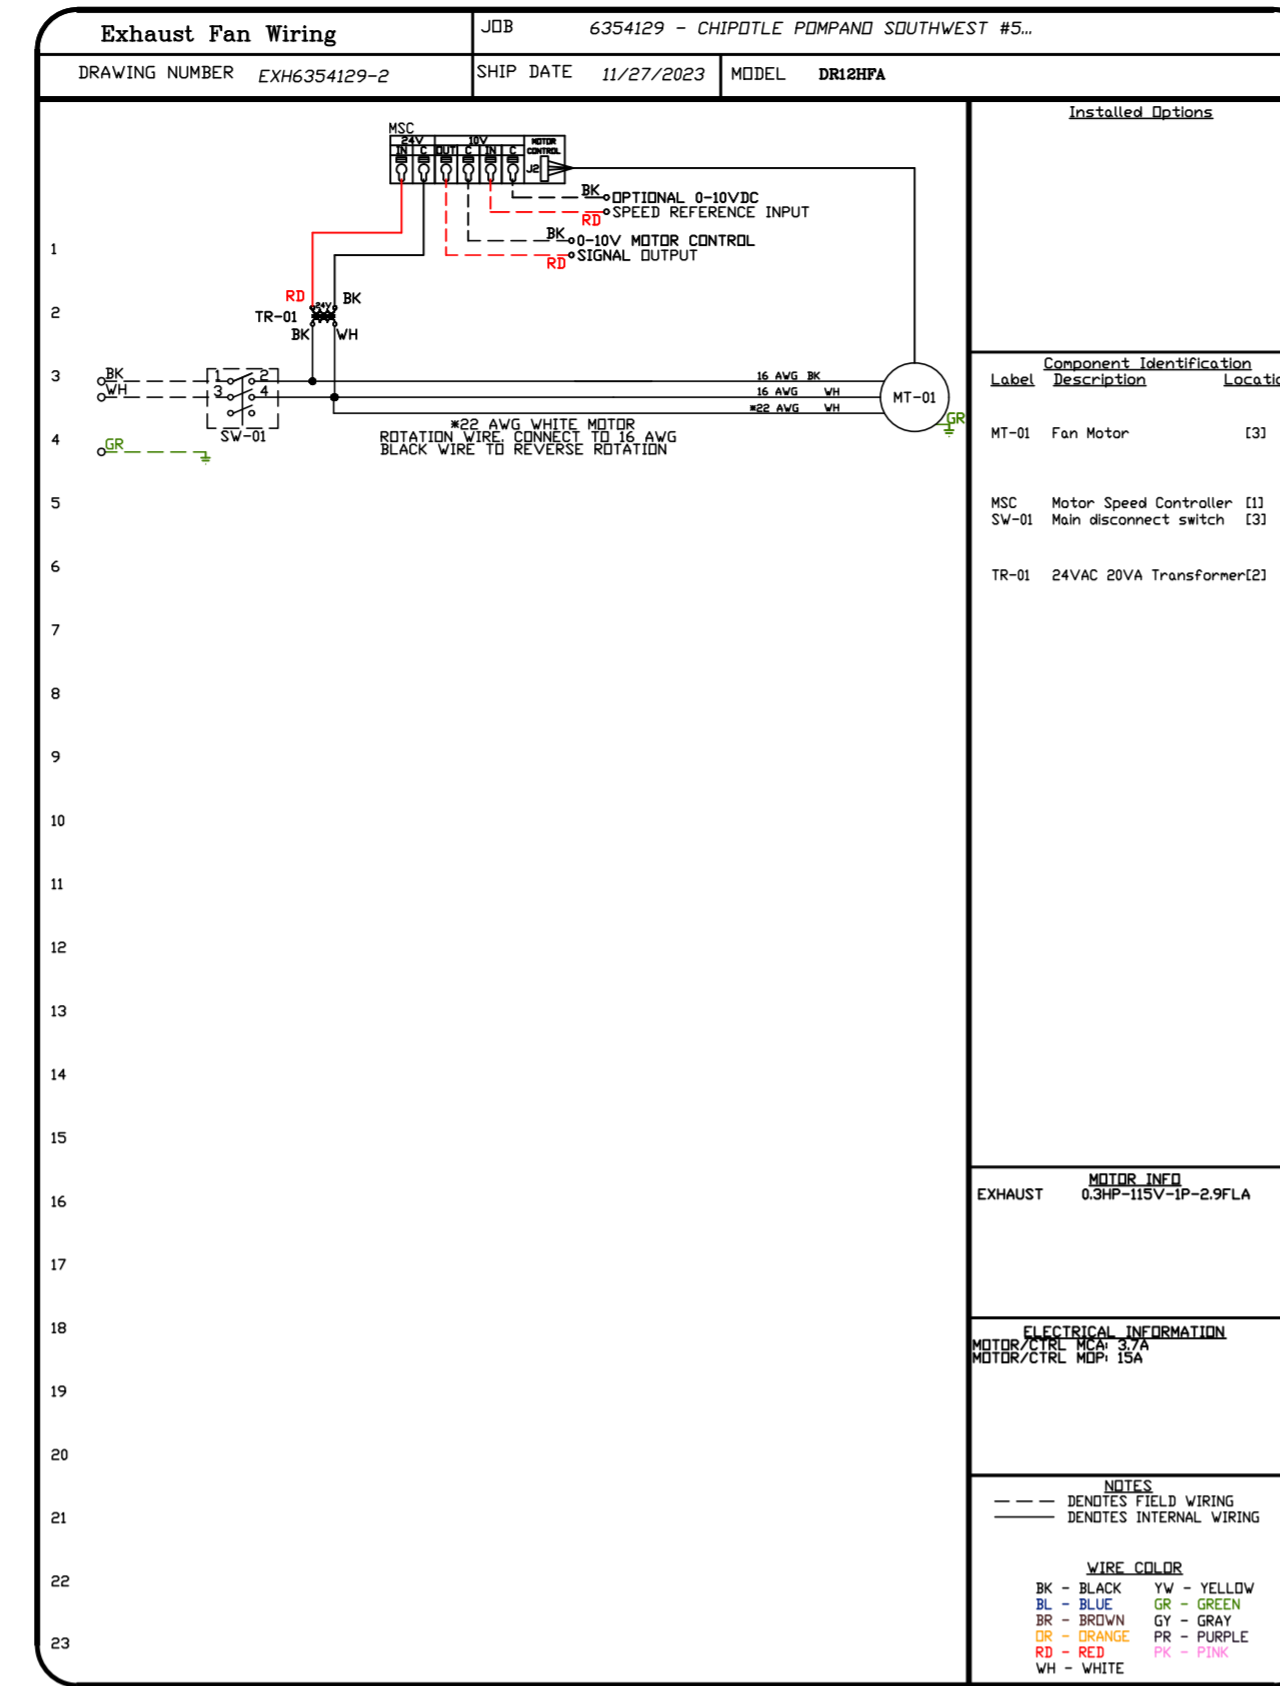 Exhaust Fan Wiring
JOB 6354129 - CHIPOTLE POMPANO SOUTHWEST #5...
DRAWING NUMBER EXH6354129-2
SHIP DATE 11/27/2023
MODEL DR12HFA
MSC
24V 10V MOTOR
IN C OUT C IN C CONTROL
J2
BK OPTIONAL 0-10VDC
RD SPEED REFERENCE INPUT
BK 0-10V MOTOR CONTROL
RD SIGNAL OUTPUT
RD 24V BK
TR-01
BK WH
BK 1 2 16 AWG BK
WH 3 4 16 AWG WH MT-01
*22 AWG WH
GR
SW-01
GR
*22 AWG WHITE MOTOR
ROTATION WIRE. CONNECT TO 16 AWG
BLACK WIRE TO REVERSE ROTATION
1
2
3
4
5
6
7
8
9
10
11
12
13
14
15
16
17
18
19
20
21
22
23
Installed Options
Component Identification
Label Description Locatio
MT-01 Fan Motor [3]
MSC Motor Speed Controller [1]
SW-01 Main disconnect switch [3]
TR-01 24VAC 20VA Transformer[2]
MOTOR INFO
EXHAUST 0.3HP-115V-1P-2.9FLA
ELECTRICAL INFORMATION
MOTOR/CTRL MCA: 3.7A
MOTOR/CTRL MOP: 15A
NOTES
DENOTES FIELD WIRING
DENOTES INTERNAL WIRING
WIRE COLOR
BK - BLACK YW - YELLOW
BL - BLUE GR - GREEN
BR - BROWN GY - GRAY
OR - ORANGE PR - PURPLE
RD - RED PK - PINK
WH - WHITE